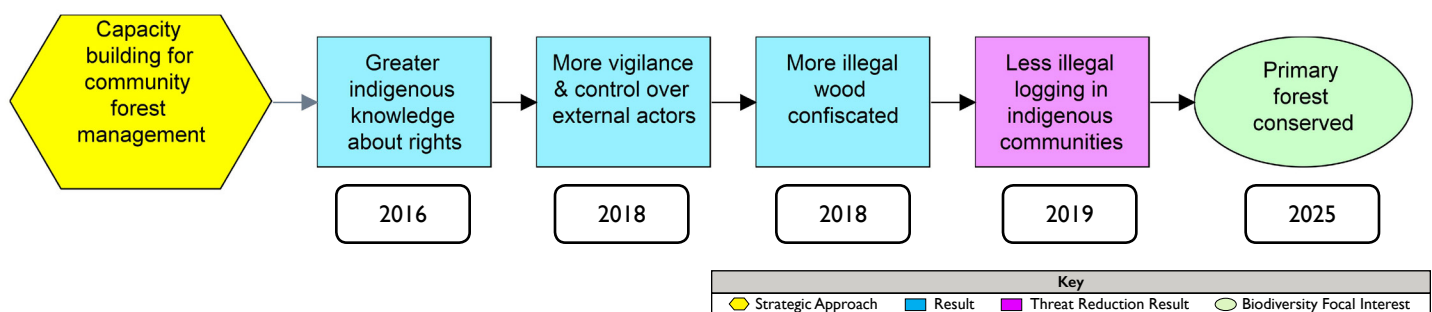 Capacity
building for
community
forest
management
Greater
indigenous
knowledge
about rights
More vigilance
& control over
external actors
More illegal
wood
confiscated
Less illegal
logging in
indigenous
communities
Primary
forest
conserved
2016
2018
2018
2019
2025
Key
Strategic Approach
Result
Threat Reduction Result
Biodiversity Focal Interest